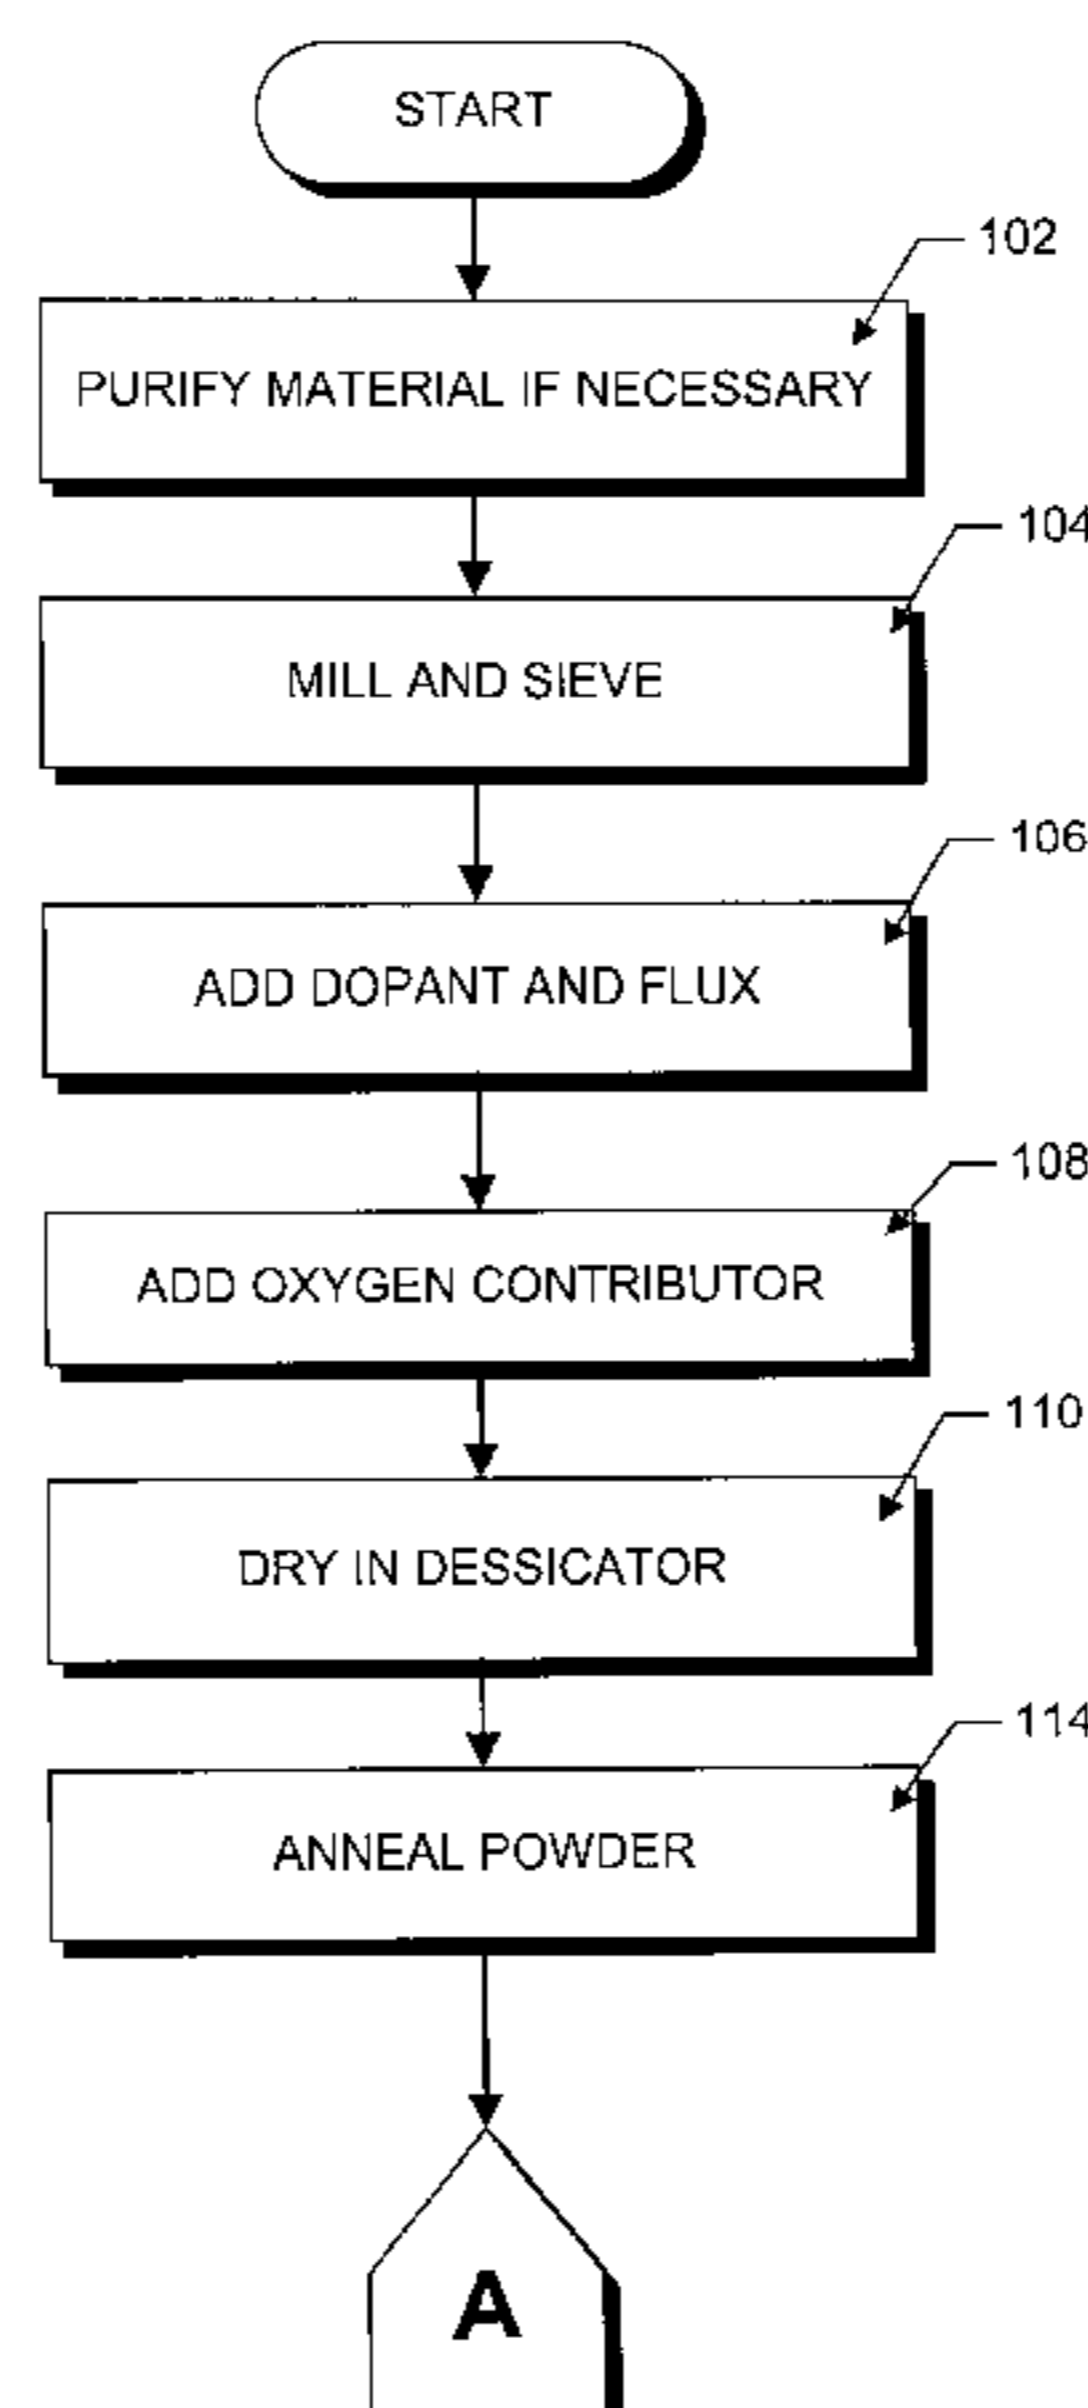 START
102
PURIFY MATERIAL IF NECESSARY
104
MILL AND SIEVE
106
ADD DOPANT AND FLUX
108
ADD OXYGEN CONTRIBUTOR
110
DRY IN DESSICATOR
114
ANNEAL POWDER
A